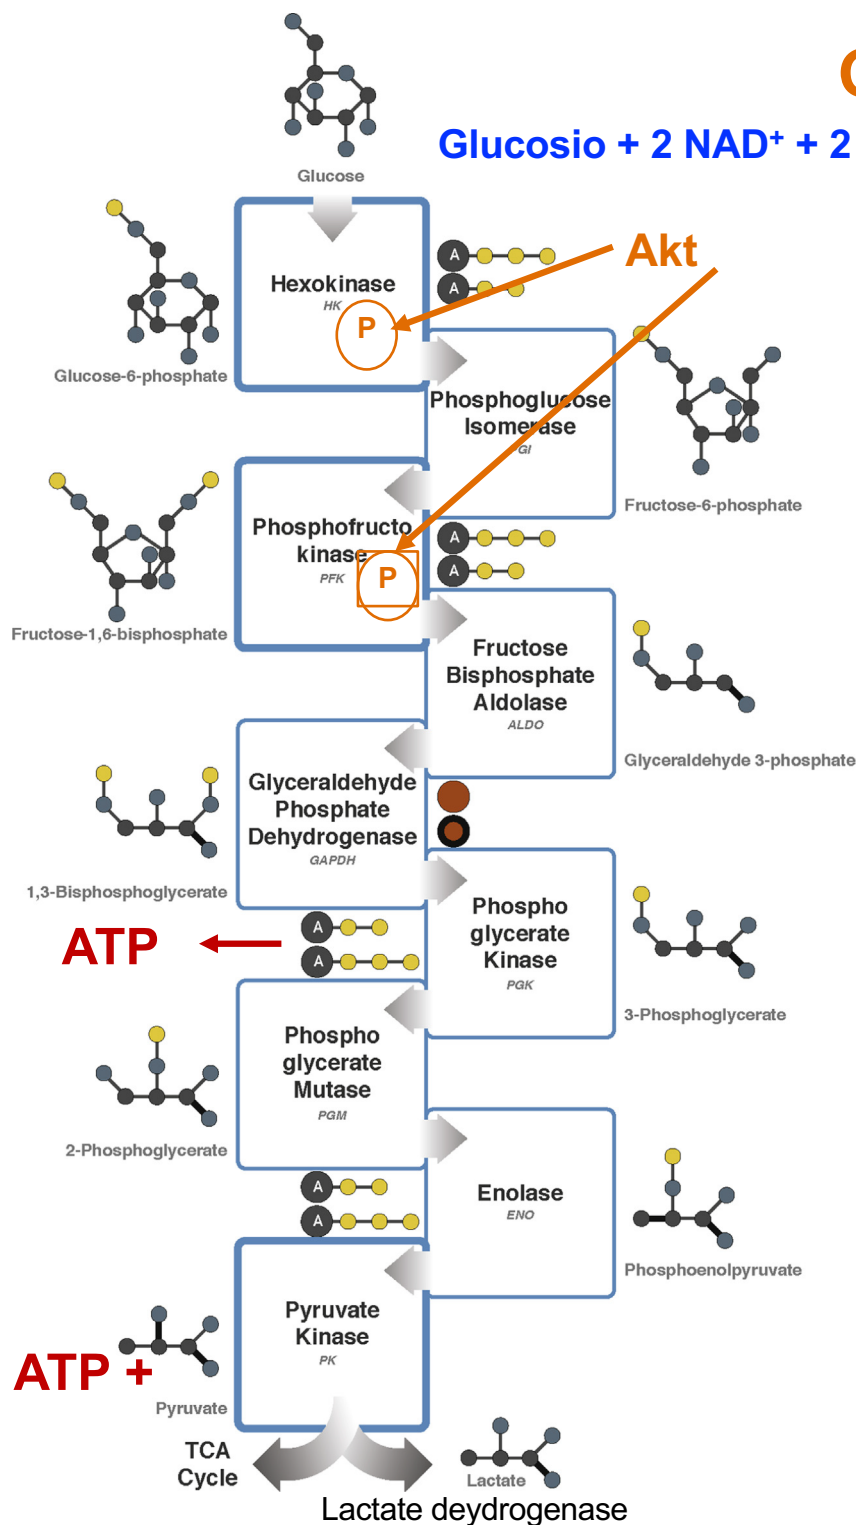 Glucose
Glucosio + 2 NAD⁺ + 2
Akt
Hexokinase
HK
P
A
A
Glucose-6-phosphate
Phosphoglucose
Isomerase
PGI
Fructose-6-phosphate
Phosphofructo
kinase
PFK
P
A
A
Fructose-1,6-bisphosphate
Fructose
Bisphosphate
Aldolase
ALDO
Glyceraldehyde 3-phosphate
Glyceraldehyde
Phosphate
Dehydrogenase
GAPDH
1,3-Bisphosphoglycerate
ATP
A
A
Phospho
glycerate
Kinase
PGK
3-Phosphoglycerate
Phospho
glycerate
Mutase
PGM
2-Phosphoglycerate
A
A
Enolase
ENO
Phosphoenolpyruvate
Pyruvate
Kinase
PK
ATP +
Pyruvate
TCA
Cycle
Lactate
Lactate deydrogenase